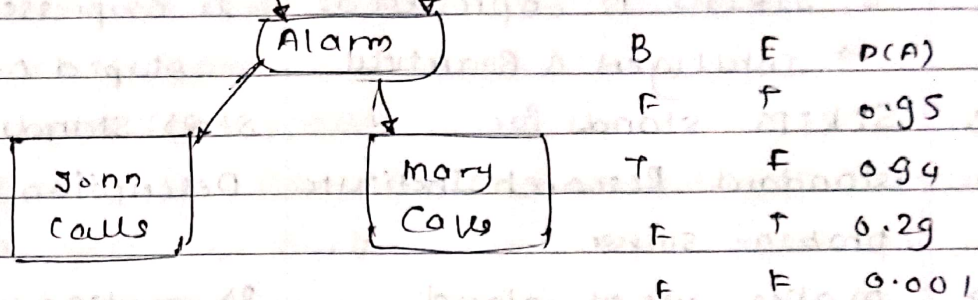 Alarm
B E P(A)
F T 0.95
T F 0.94
F T 0.29
F F 0.001
John
Calls
Mary
Calls